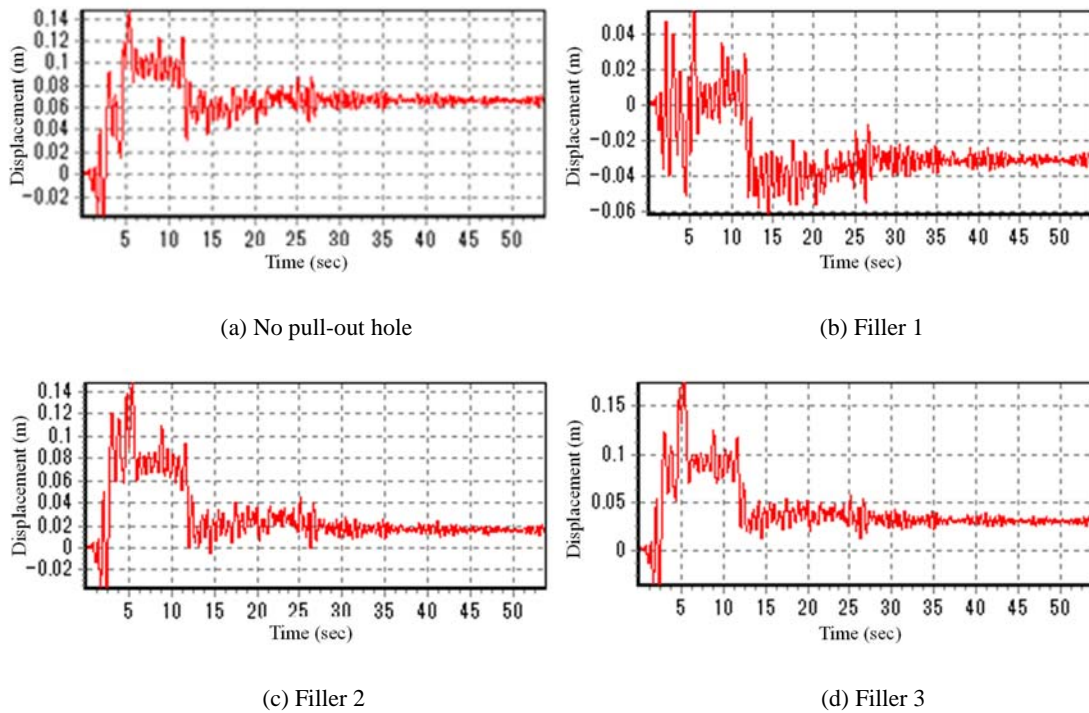 0.14
0.12
0.1
0.08
0.06
0.04
0.02
0
−0.02
Displacement (m)
5 10 15 20 25 30 35 40 45 50
Time (sec)
(a) No pull-out hole
0.04
0.02
0
−0.02
−0.04
−0.06
Displacement (m)
5 10 15 20 25 30 35 40 45 50
Time (sec)
(b) Filler 1
0.14
0.12
0.1
0.08
0.06
0.04
0.02
0
−0.02
Displacement (m)
5 10 15 20 25 30 35 40 45 50
Time (sec)
(c) Filler 2
0.15
0.1
0.05
0
Displacement (m)
5 10 15 20 25 30 35 40 45 50
Time (sec)
(d) Filler 3